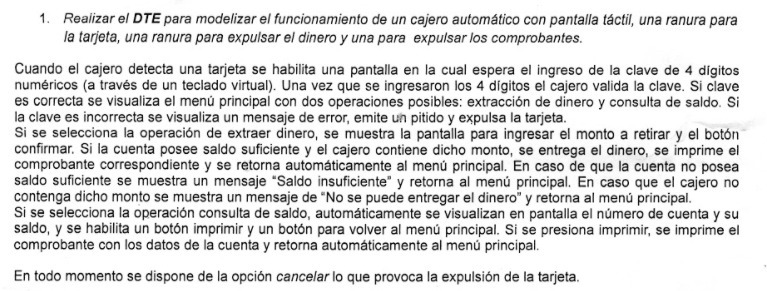 1. Realizar el DTE para modelizar el funcionamiento de un cajero automático con pantalla táctil, una ranura para
la tarjeta, una ranura para expulsar el dinero y una para expulsar los comprobantes.
Cuando el cajero detecta una tarjeta se habilita una pantalla en la cual espera el ingreso de la clave de 4 dígitos
numéricos (a través de un teclado virtual). Una vez que se ingresaron los 4 dígitos el cajero valida la clave. Si clave
es correcta se visualiza el menú principal con dos operaciones posibles: extracción de dinero y consulta de saldo. Si
la clave es incorrecta se visualiza un mensaje de error, emite un pitido y expulsa la tarjeta.
Si se selecciona la operación de extraer dinero, se muestra la pantalla para ingresar el monto a retirar y el botón
confirmar. Si la cuenta posee saldo suficiente y el cajero contiene dicho monto, se entrega el dinero, se imprime el
comprobante correspondiente y se retorna automáticamente al menú principal. En caso de que la cuenta no posea
saldo suficiente se muestra un mensaje "Saldo insuficiente" y retorna al menú principal. En caso que el cajero no
contenga dicho monto se muestra un mensaje de "No se puede entregar el dinero" y retorna al menú principal.
Si se selecciona la operación consulta de saldo, automáticamente se visualizan en pantalla el número de cuenta y su
saldo, y se habilita un botón imprimir y un botón para volver al menú principal. Si se presiona imprimir, se imprime el
comprobante con los datos de la cuenta y retorna automáticamente al menú principal.
En todo momento se dispone de la opción cancelar lo que provoca la expulsión de la tarjeta.